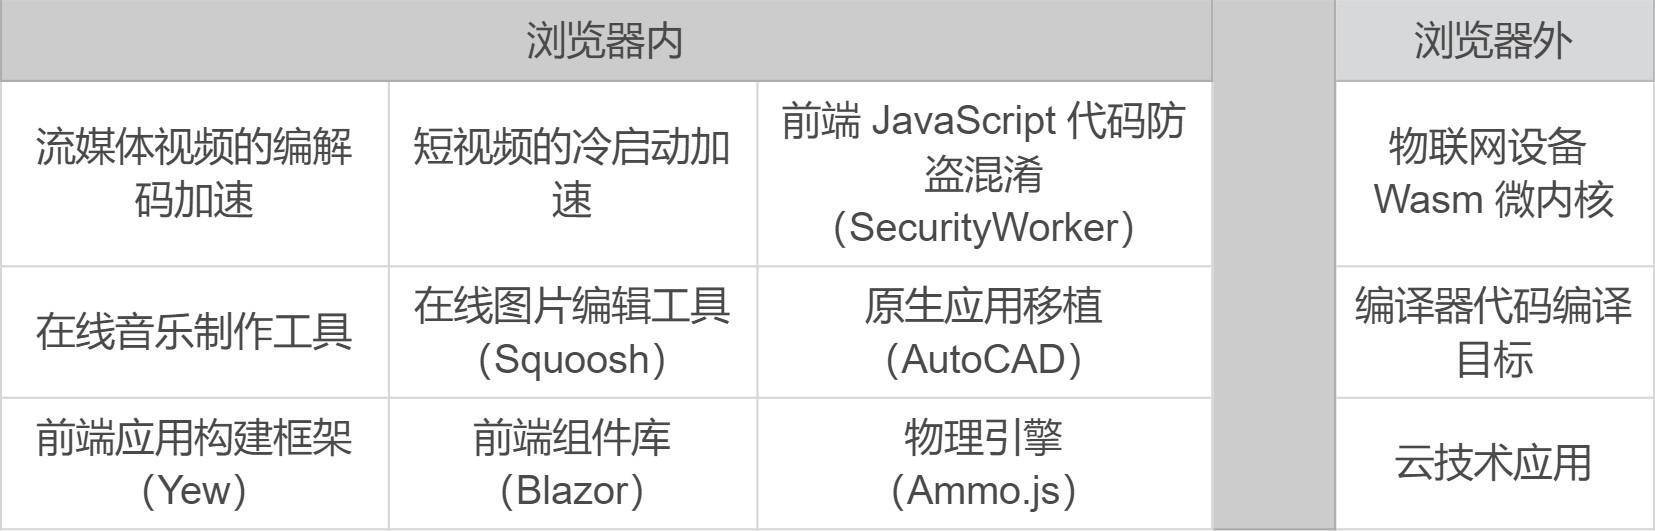 浏览器内
浏览器外
流媒体视频的编解
码加速
短视频的冷启动加
速
前端 JavaScript 代码防
盗混淆
（SecurityWorker）
物联网设备
Wasm 微内核
在线音乐制作工具
在线图片编辑工具
（Squoosh）
原生应用移植
（AutoCAD）
编译器代码编译
目标
前端应用构建框架
（Yew）
前端组件库
（Blazor）
物理引擎
（Ammo.js）
云技术应用